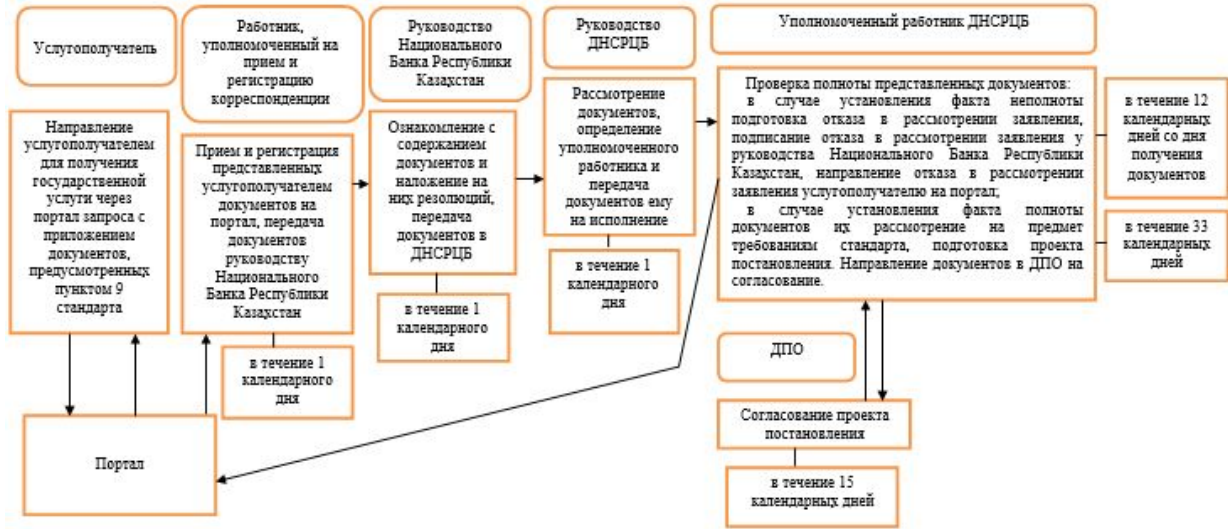 Услугополучатель
Работник,
уполномоченный на
прием и
регистрацию
корреспонденции
Руководство
Национального
Банка Республики
Казахстан
Руководство
ДНСРЦБ
Уполномоченный работник ДНСРЦБ
Направление
услугополучателем
для получения
государственной
услуги через
портал запроса с
приложением
документов,
предусмотренных
пунктом 9
стандарта
Прием и регистрация
представленных
услугополучателем
документов на
портал, передача
документов
руководству
Национального
Банка Республики
Казахстан
в течение 1
календарного
дня
Ознакомление с
содержанием
документов и
наложение на
них резолюций,
передача
документов в
ДНСРЦБ
в течение 1
календарного
дня
Рассмотрение
документов,
определение
уполномоченного
работника и
передача
документов ему
на исполнение
в течение 1
календарного
дня
Проверка полноты представленных документов:
в случае установления факта неполноты
подготовка отказа в рассмотрении заявления,
подписание отказа в рассмотрении заявления у
руководства Национального Банка Республики
Казахстан, направление отказа в рассмотрении
заявления услугополучателю на портал;
в случае установления факта полноты
документов их рассмотрение на предмет
требованиям стандарта, подготовка проекта
постановления. Направление документов в ДПО на
согласование.
в течение 12
календарных
дней со дня
получения
документов
в течение 33
календарных
дней
ДПО
Согласование проекта
постановления
в течение 15
календарных дней
Портал